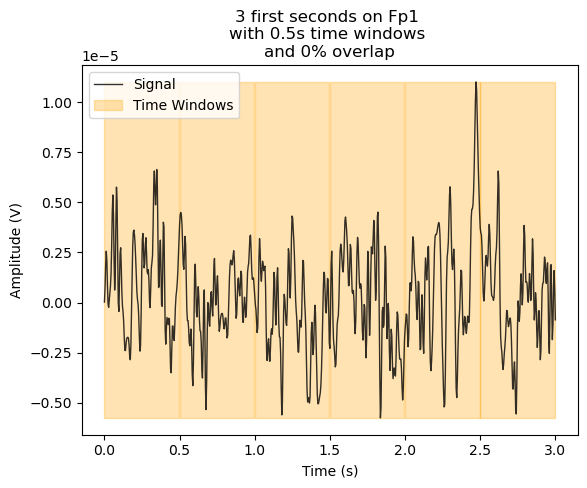 3 first seconds on Fp1
with 0.5s time windows
and 0% overlap
1e−5
Signal
Time Windows
1.00
0.75
0.50
0.25
0.00
−0.25
−0.50
Amplitude (V)
0.0 0.5 1.0 1.5 2.0 2.5 3.0
Time (s)